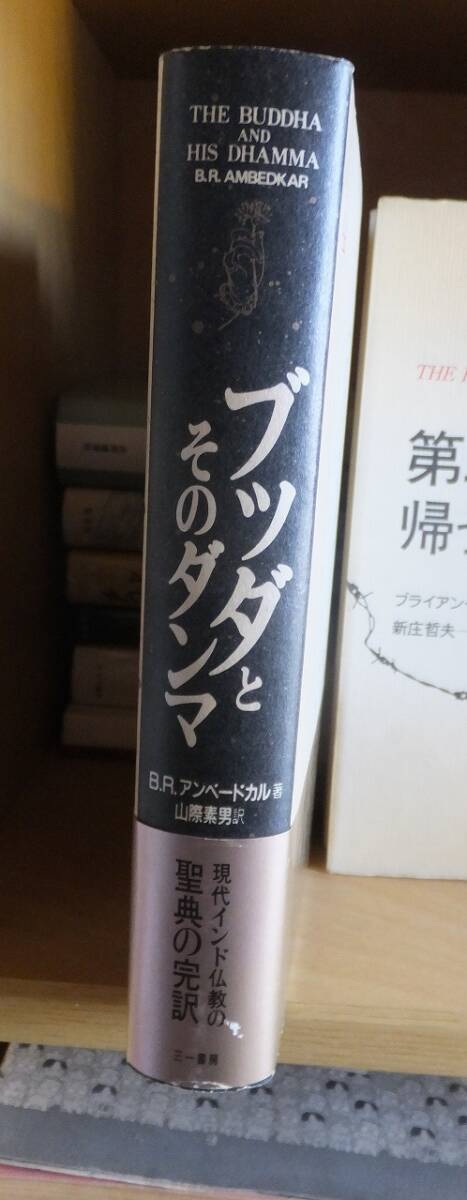 THE BUDDHA
AND
HIS DHAMMA
B.R. AMBEDKAR
ブッダと
そのダンマ
B.R.アンベードカル著
山際素男訳
現代インド仏教の
聖典の完訳
三一書房
THE
第
帰
ブライアン
新庄哲夫